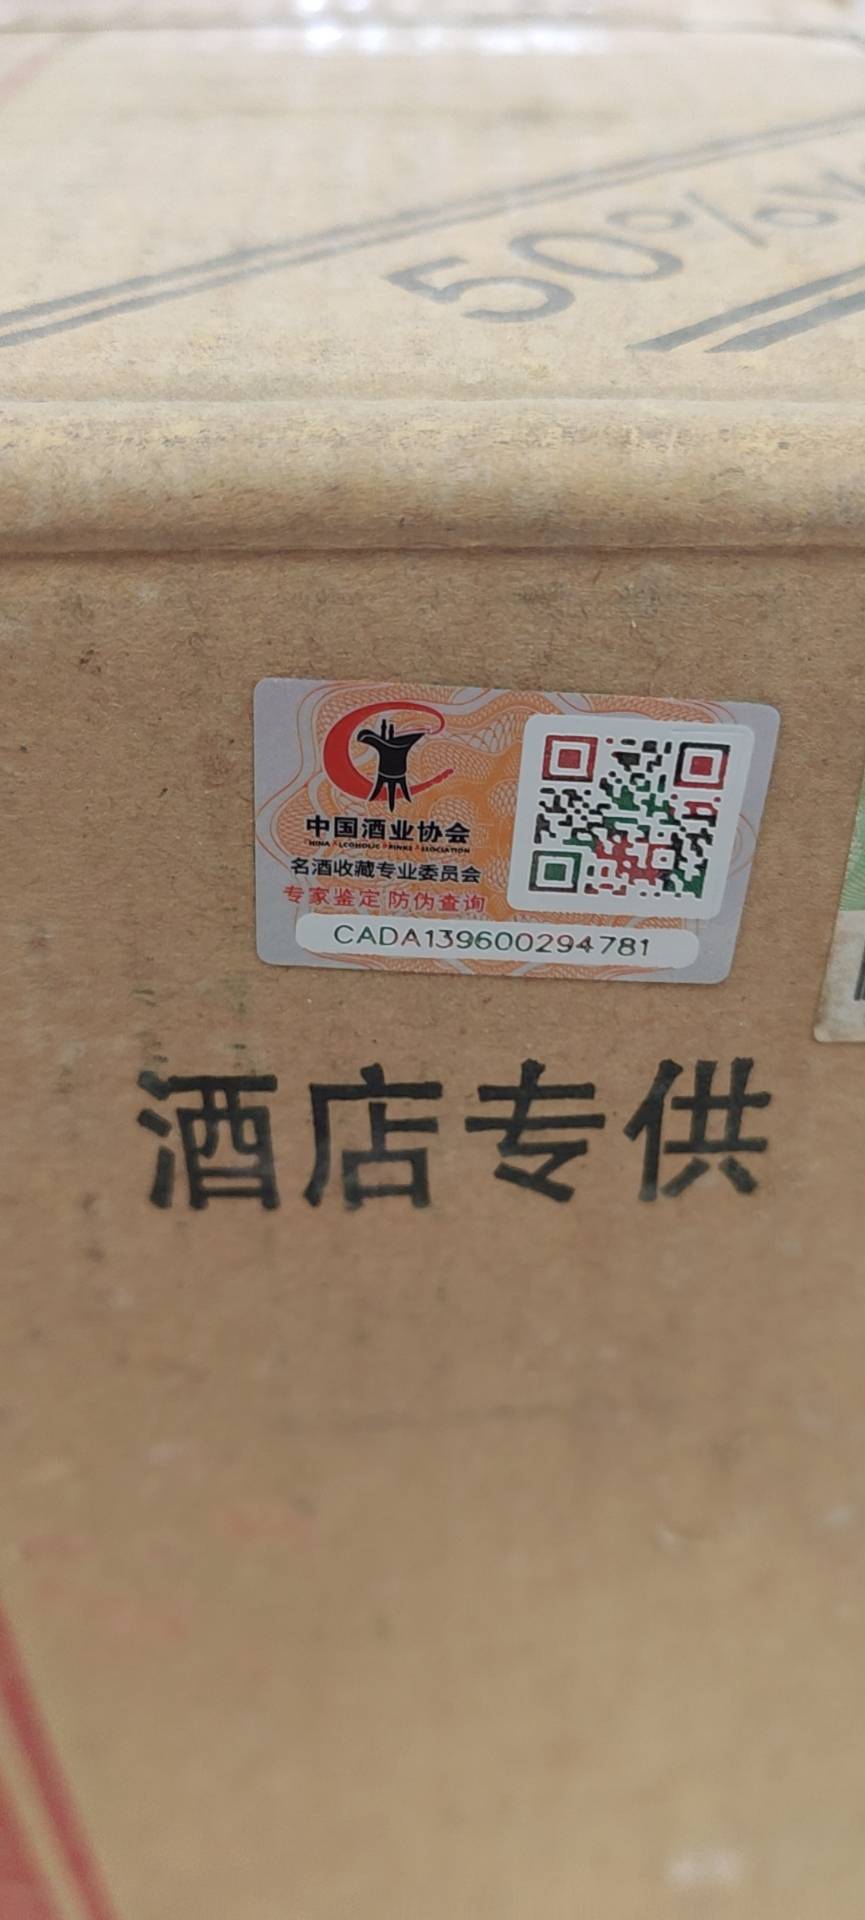 50%v
中国酒业协会
CHINA ALCOHOLIC DRINKS ASSOCIATION
名酒收藏专业委员会
专家鉴定 防伪查询
CADA139600294781
酒店专供